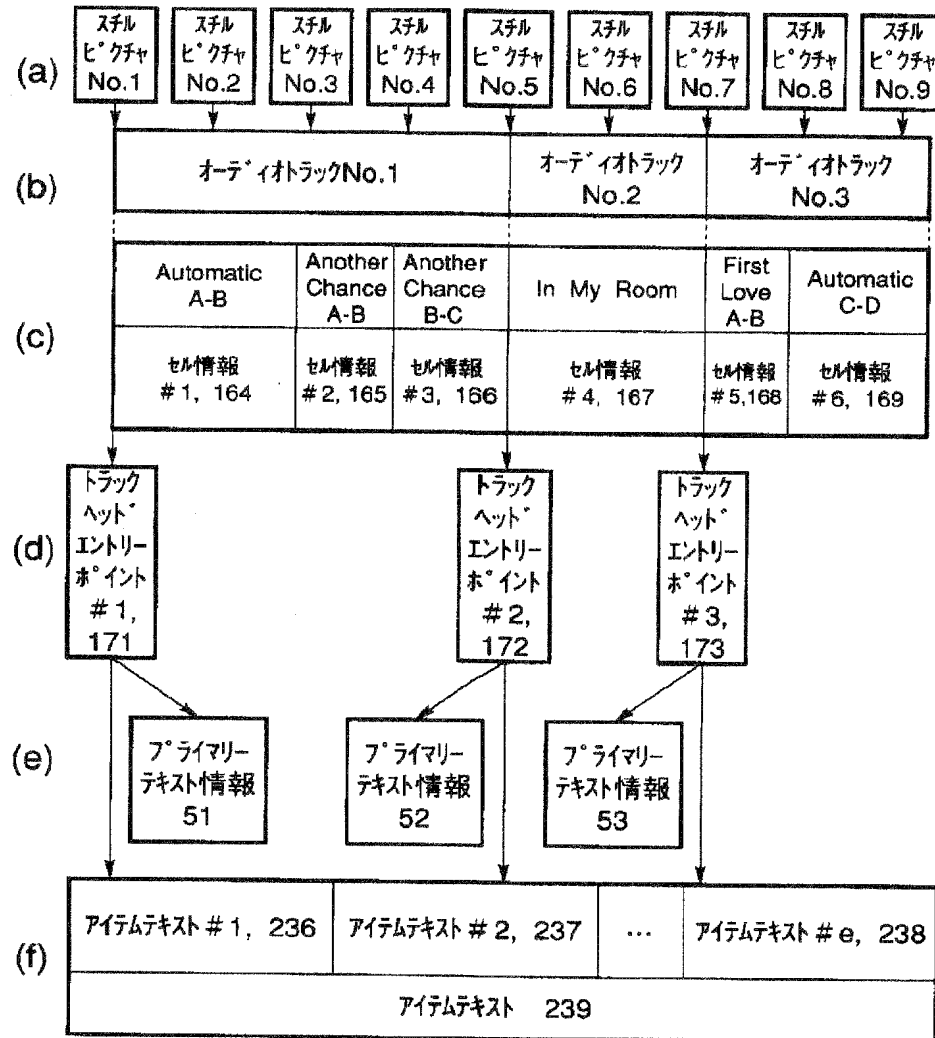 (a)
スチル
ピクチャ
No.1
スチル
ピクチャ
No.2
スチル
ピクチャ
No.3
スチル
ピクチャ
No.4
スチル
ピクチャ
No.5
スチル
ピクチャ
No.6
スチル
ピクチャ
No.7
スチル
ピクチャ
No.8
スチル
ピクチャ
No.9
(b)
オーディオトラックNo.1
オーディオトラック
No.2
オーディオトラック
No.3
(c)
Automatic
A-B
Another
Chance
A-B
Another
Chance
B-C
In My Room
First
Love
A-B
Automatic
C-D
セル情報
#1, 164
セル情報
#2, 165
セル情報
#3, 166
セル情報
#4, 167
セル情報
#5,168
セル情報
#6, 169
(d)
トラック
ヘッド
エントリー
ポイント
#1,
171
トラック
ヘッド
エントリー
ポイント
#2,
172
トラック
ヘッド
エントリー
ポイント
#3,
173
(e)
プライマリー
テキスト情報
51
プライマリー
テキスト情報
52
プライマリー
テキスト情報
53
(f)
アイテムテキスト #1, 236
アイテムテキスト #2, 237
...
アイテムテキスト #e, 238
アイテムテキスト 239